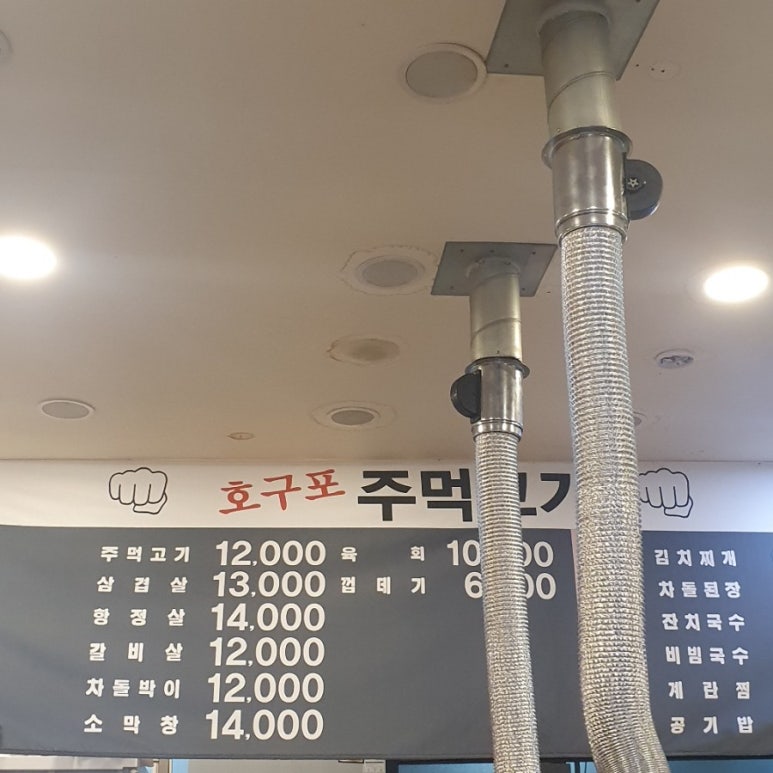 호구포 주먹고기
주먹고기 12,000
삼겹살 13,000
항정살 14,000
갈비살 12,000
차돌박이 12,000
소막창 14,000
육회
껍데기
김치찌개
차돌된장
잔치국수
비빔국수
계란찜
공기밥